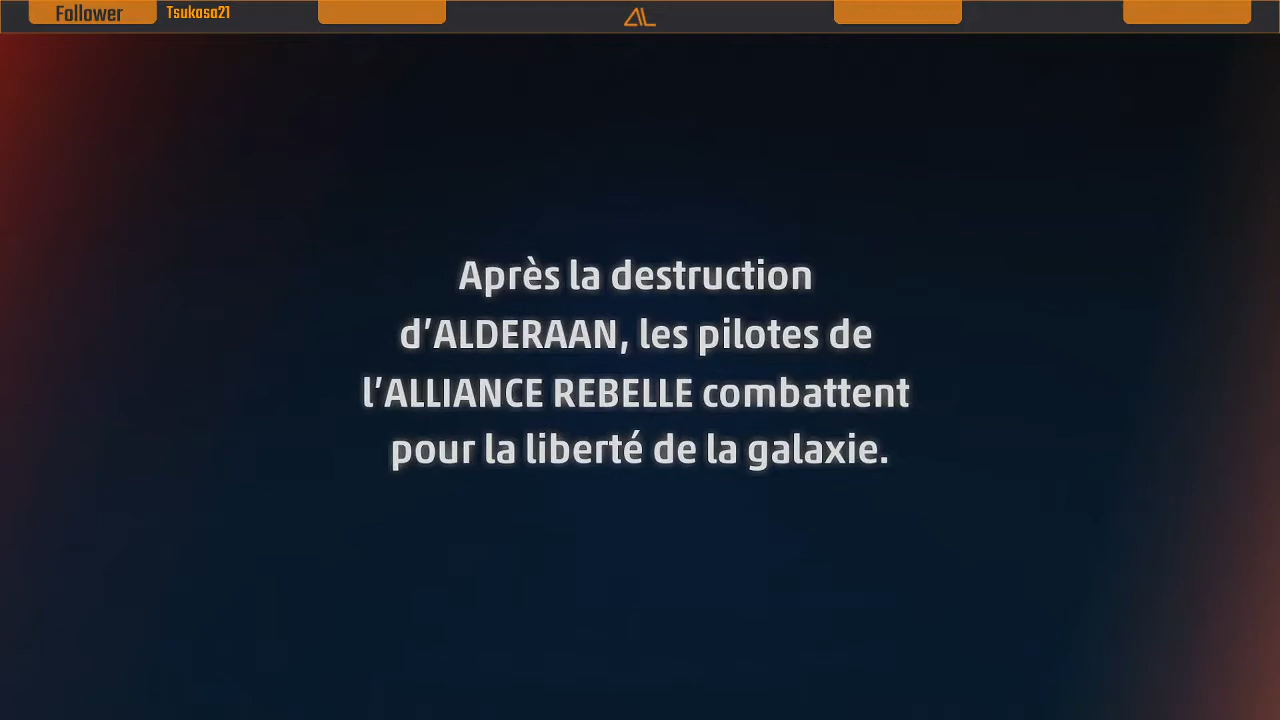 Follower Tsukasa21
Après la destruction
d’ALDERAAN, les pilotes de
l’ALLIANCE REBELLE combattent
pour la liberté de la galaxie.